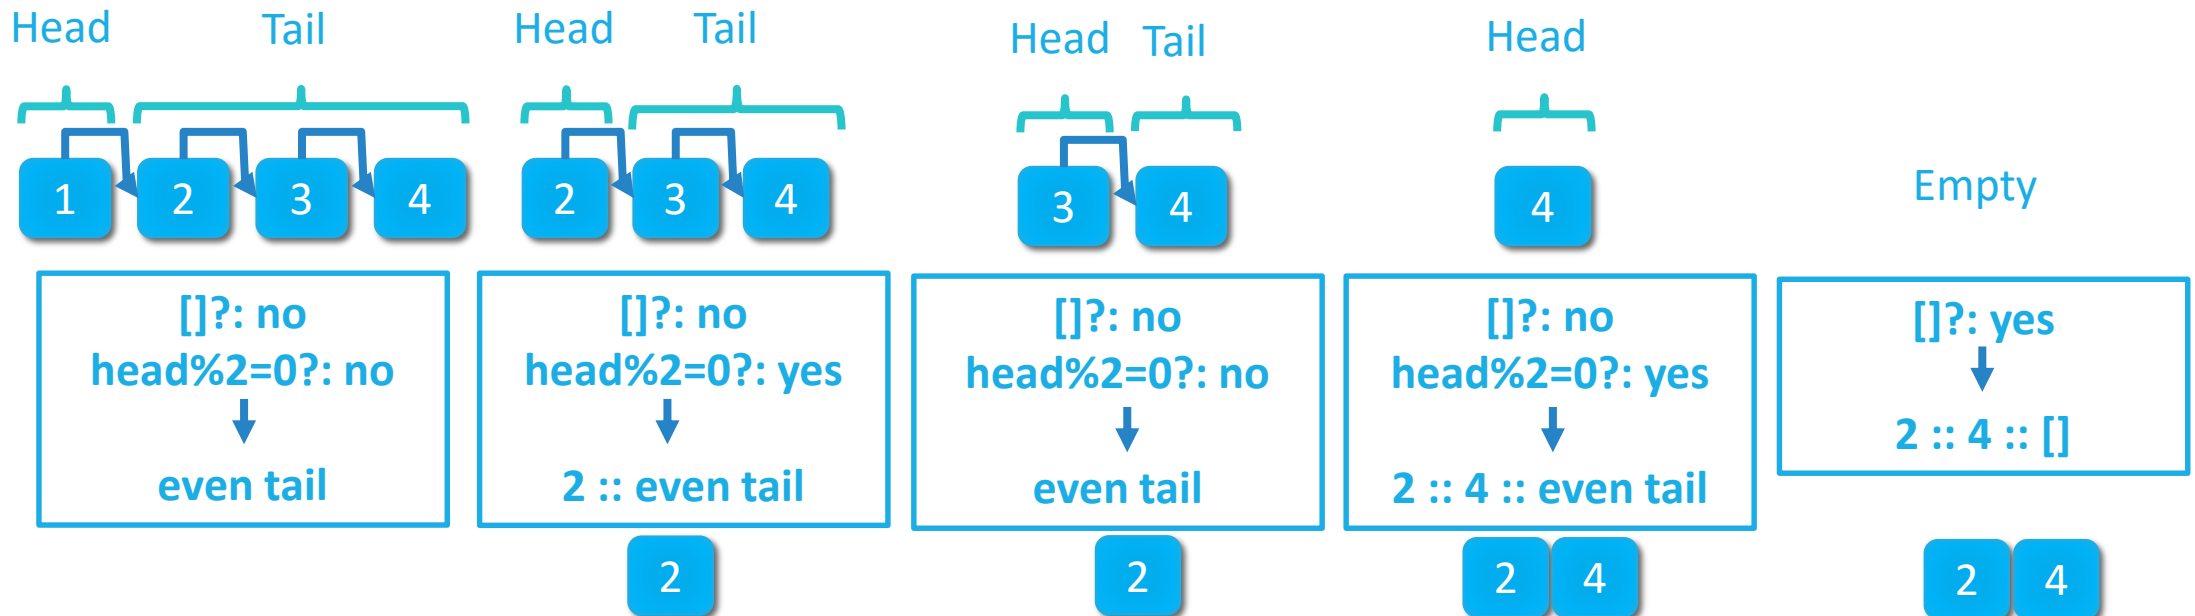 Head Tail
1 2 3 4
[]?: no
head%2=0?: no
even tail
Head Tail
2 3 4
[]?: no
head%2=0?: yes
2 :: even tail
2
Head Tail
3 4
[]?: no
head%2=0?: no
even tail
2
Head
4
[]?: no
head%2=0?: yes
2 :: 4 :: even tail
2 4
Empty
[]?: yes
2 :: 4 :: []
2 4